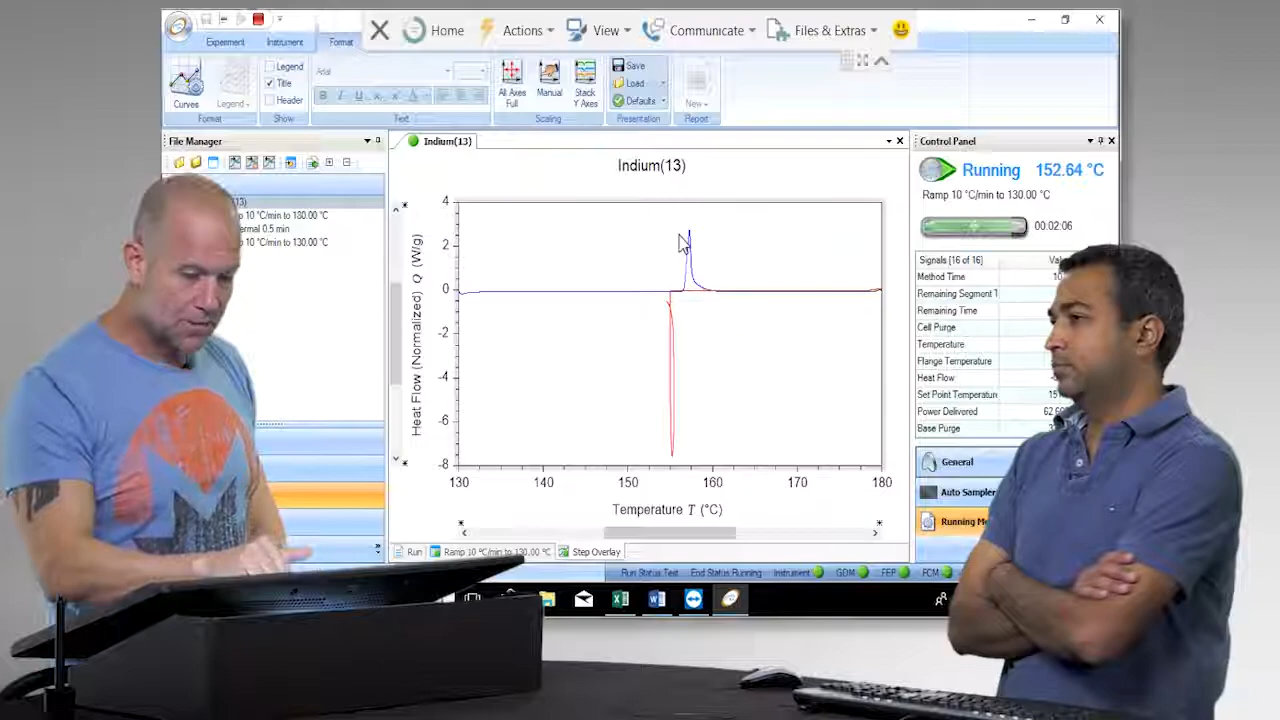 Home
Actions
View
Communicate
Files & Extras
Experiment
Instrument
Format
Legend
Title
Header
Curves
Legend
Arial
All Axes Full
Manual
Stack Y Axes
Save
Load
Defaults
New
Format
Show
Text
Scaling
Presentation
Report
File Manager
Indium(13)
Control Panel
Indium(13)
Running 152.64 °C
Ramp 10 °C/min to 130.00 °C
00:02:06
Ramp 10 °C/min to 180.00 °C
Ramp 10 °C/min to 130.00 °C
Signals [16 of 16]
Method Time
Remaining Segment T
Remaining Time
Cell Purge
Temperature
Flange Temperature
Heat Flow
Set Point Temperature
Power Delivered
Base Purge
General
Auto Sampler
4
2
0
-2
-4
-6
-8
Heat Flow (Normalized) Q (W/g)
130 140 150 160 170 180
Temperature T (°C)
Run
Ramp 10 °C/min to 130.00 °C
Step Overlay
Run Status:Test End Status:Running Instrument GDM FEP FCM